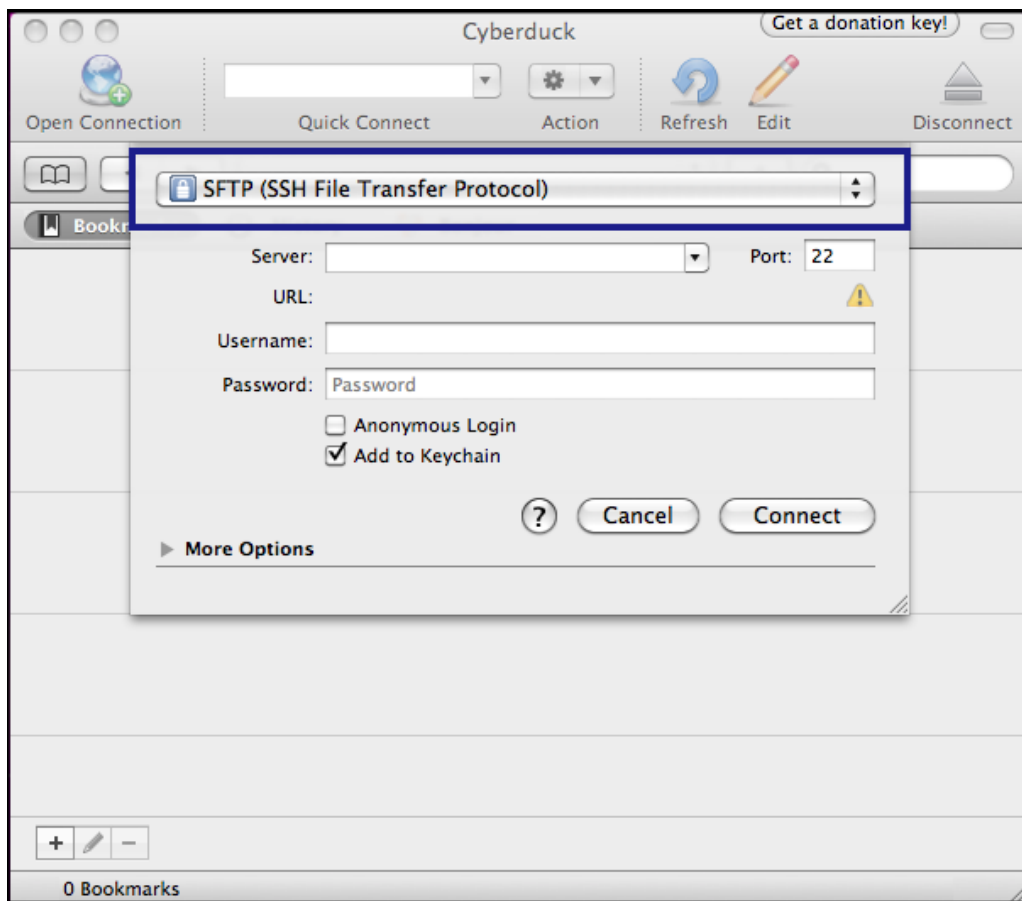 Cyberduck
Get a donation key!
Open Connection
Quick Connect
Action
Refresh
Edit
Disconnect
SFTP (SSH File Transfer Protocol)
Server:
Port: 22
URL:
Username:
Password: Password
Anonymous Login
Add to Keychain
? Cancel Connect
More Options
0 Bookmarks